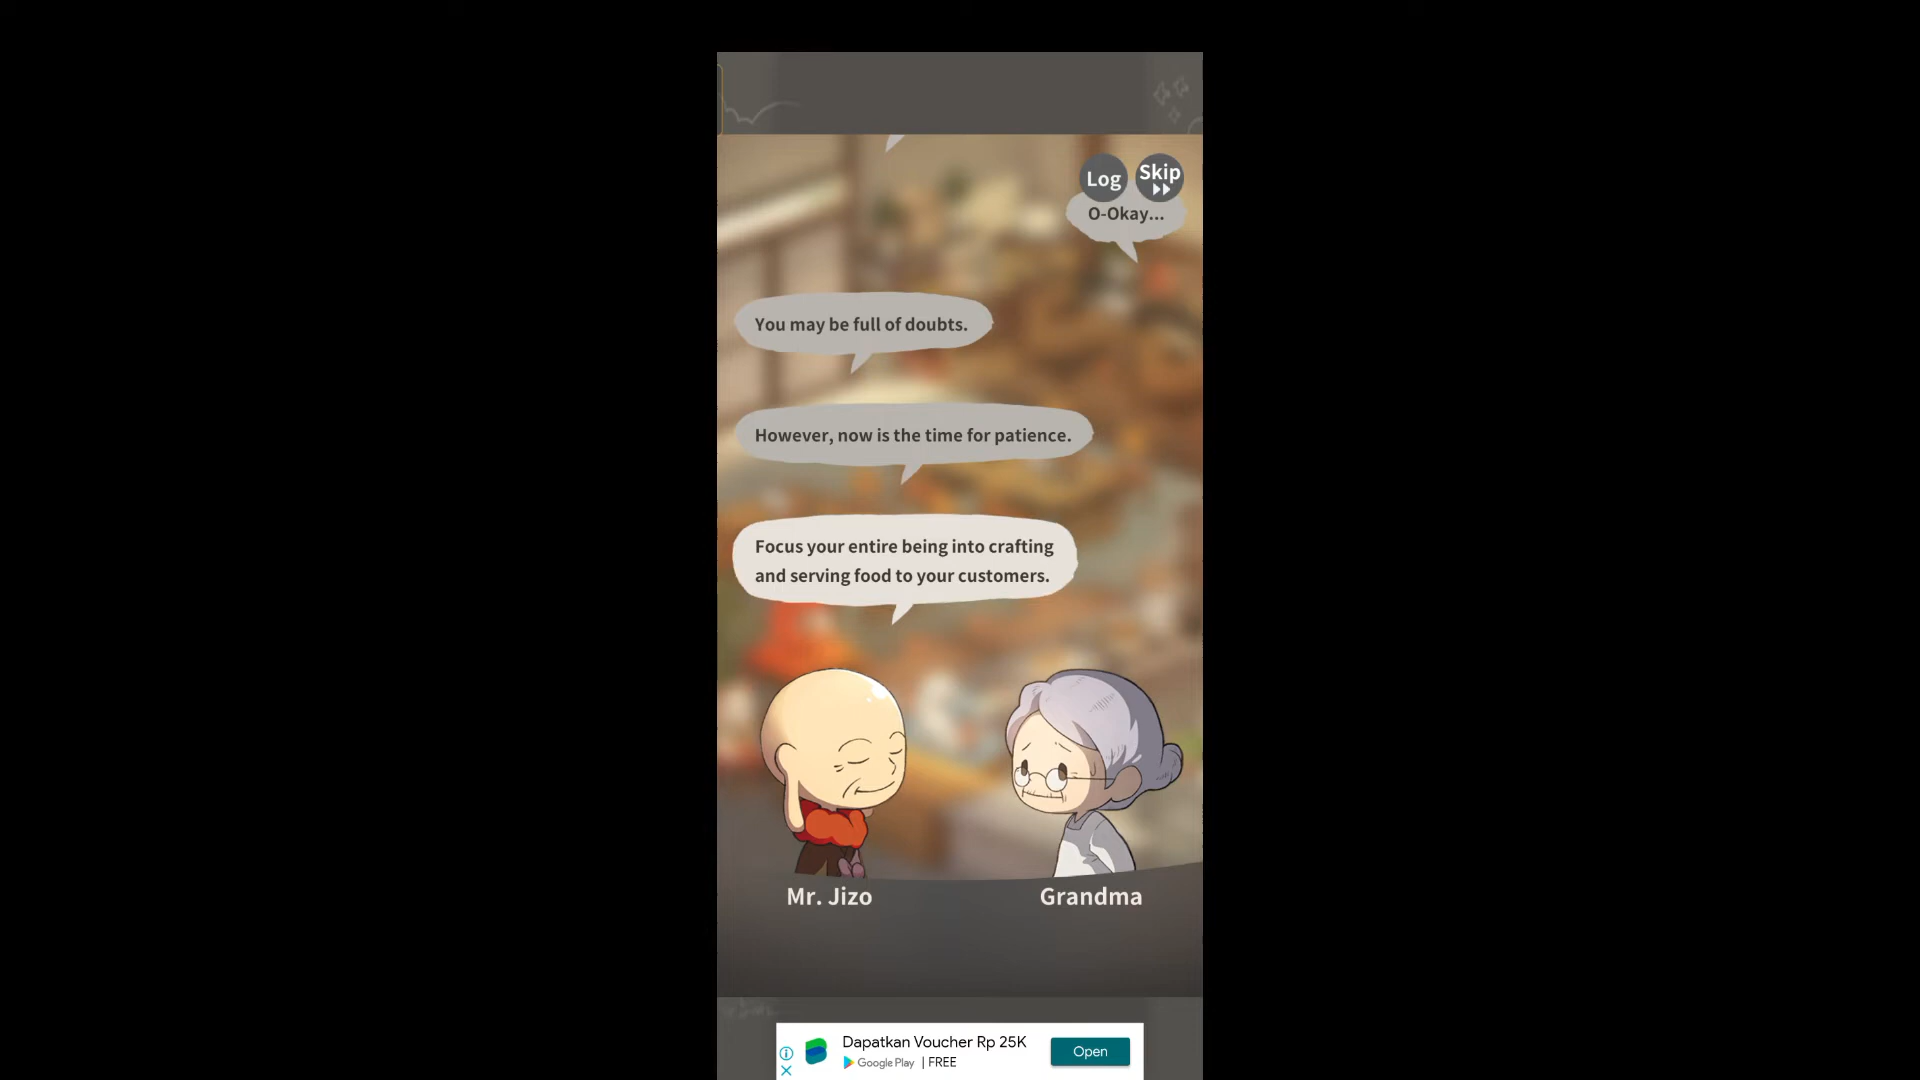 Log
Skip
O-Okay...
You may be full of doubts.
However, now is the time for patience.
Focus your entire being into crafting
and serving food to your customers.
Mr. Jizo
Grandma
Dapatkan Voucher Rp 25K
Google Play | FREE
Open